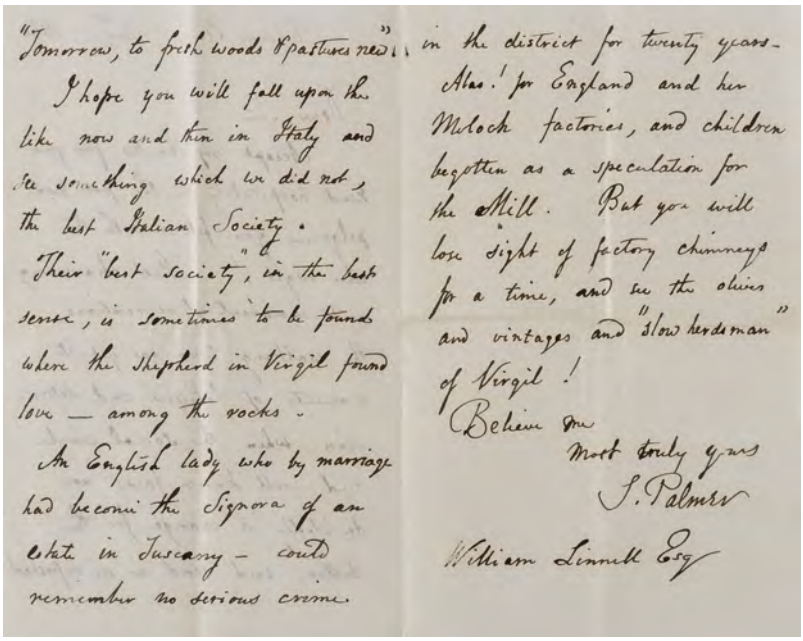 "Tomorrow, to fresh woods & pastures new".
I hope you will fall upon the
like now and then in Italy and
see something which we did not,
the best Italian Society.
Their "best society", in the best
sense, is sometimes to be found
where the shepherd in Virgil found
love — among the rocks.
An English lady who by marriage
had become the Signora of an
estate in Tuscany — could
remember no serious crime
in the district for twenty years—
Alas! for England and her
Moloch factories, and children
begotten as a speculation for
the Mill. But you will
lose sight of factory chimneys
for a time, and see the olives
and vintages and "slow herdsman"
of Virgil!
Believe me
most truly yours
S. Palmer
William Linnell Esq